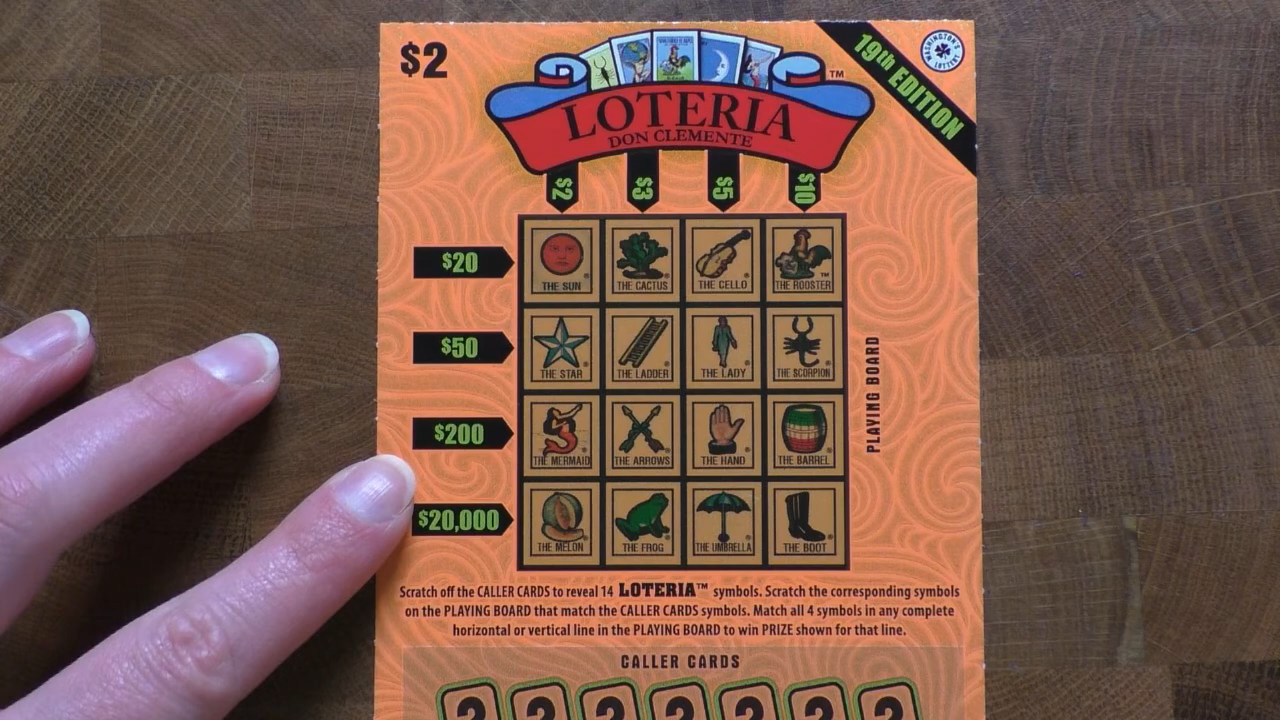 $2
19th EDITION
WASHINGTON'S LOTTERY
LOTERIA™
DON CLEMENTE
$2 $3 $5 $10
$20
THE SUN THE CACTUS THE CELLO THE ROOSTER
$50
THE STAR THE LADDER THE LADY THE SCORPION
$200
THE MERMAID THE ARROWS THE HAND THE BARREL
$20,000
THE MELON THE FROG THE UMBRELLA THE BOOT
PLAYING BOARD
Scratch off the CALLER CARDS to reveal 14 LOTERIA™ symbols. Scratch the corresponding symbols
on the PLAYING BOARD that match the CALLER CARDS symbols. Match all 4 symbols in any complete
horizontal or vertical line in the PLAYING BOARD to win PRIZE shown for that line.
CALLER CARDS
? ? ? ? ? ? ?